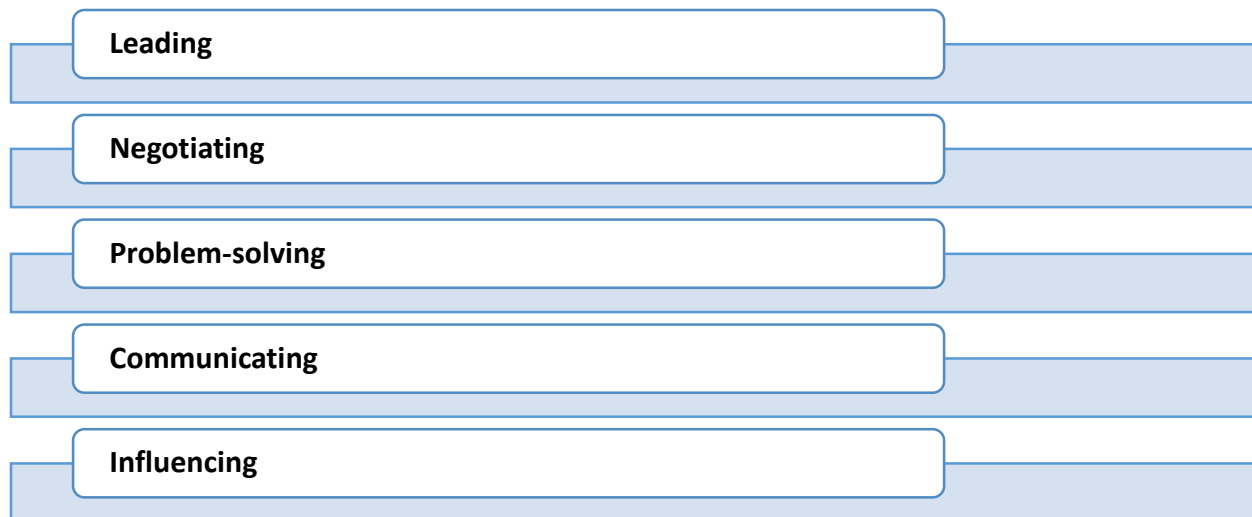 Leading
Negotiating
Problem-solving
Communicating
Influencing